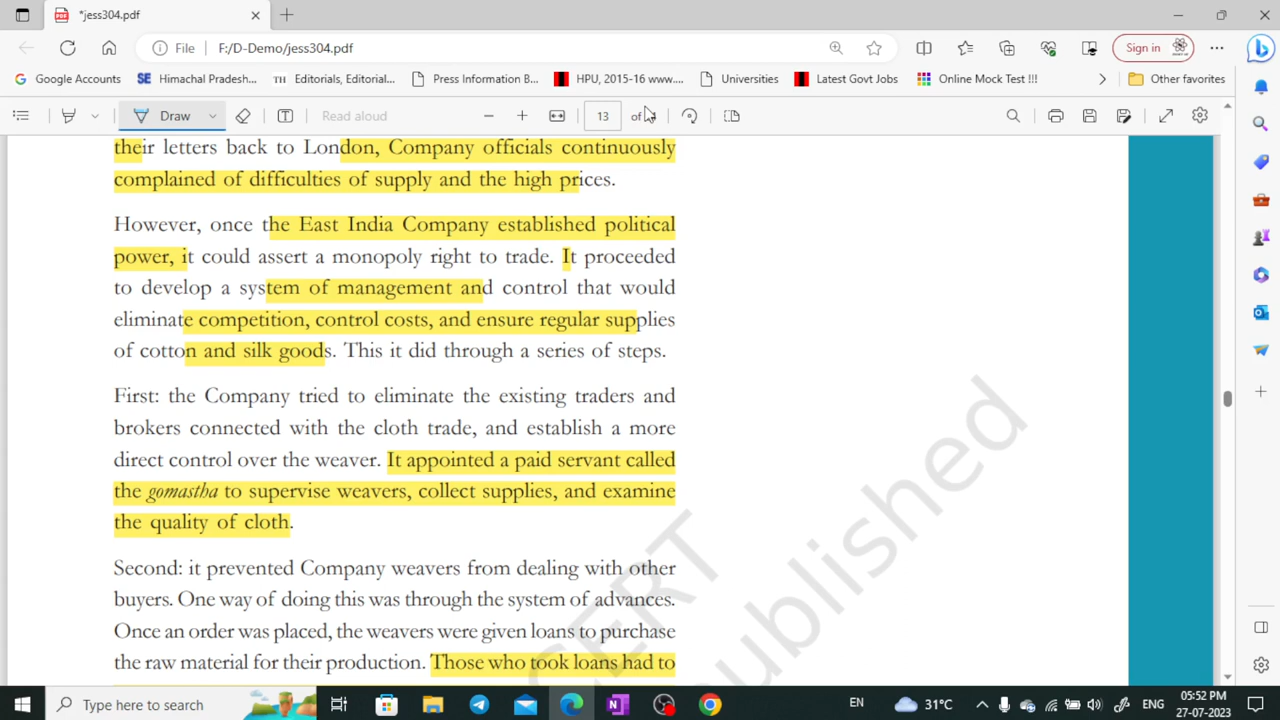 *jess304.pdf
File F:/D-Demo/jess304.pdf Sign in
Google Accounts SE Himachal Pradesh... TH Editorials, Editorial... Press Information B... HPU, 2015-16 www.... Universities Latest Govt Jobs Online Mock Test !!! Other favorites
Draw T Read aloud 13 of
their letters back to London, Company officials continuously
complained of difficulties of supply and the high prices.
However, once the East India Company established political
power, it could assert a monopoly right to trade. It proceeded
to develop a system of management and control that would
eliminate competition, control costs, and ensure regular supplies
of cotton and silk goods. This it did through a series of steps.
First: the Company tried to eliminate the existing traders and
brokers connected with the cloth trade, and establish a more
direct control over the weaver. It appointed a paid servant called
the gomastha to supervise weavers, collect supplies, and examine
the quality of cloth.
Second: it prevented Company weavers from dealing with other
buyers. One way of doing this was through the system of advances.
Once an order was placed, the weavers were given loans to purchase
the raw material for their production. Those who took loans had to
CERT
published
Type here to search EN 31°C ENG 05:52 PM
27-07-2023